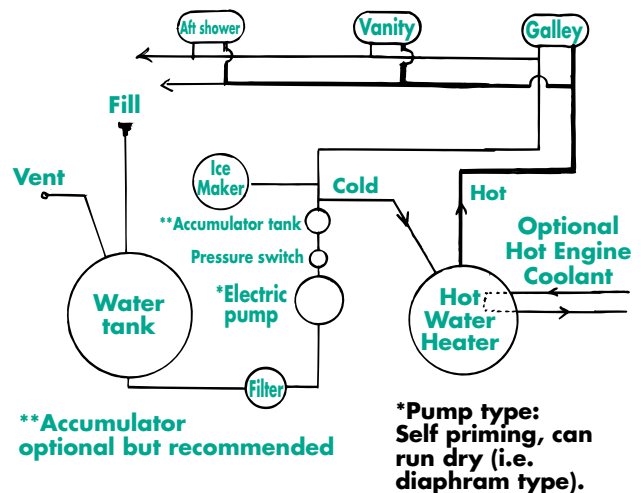 Aft shower
Vanity
Galley
Fill
Vent
Ice
Maker
Cold
Hot
**Accumulator tank
Optional
Hot Engine
Coolant
Pressure switch
*Electric
pump
Water
tank
Hot
Water
Heater
Filter
**Accumulator
optional but recommended
*Pump type:
Self priming, can
run dry (i.e.
diaphram type).